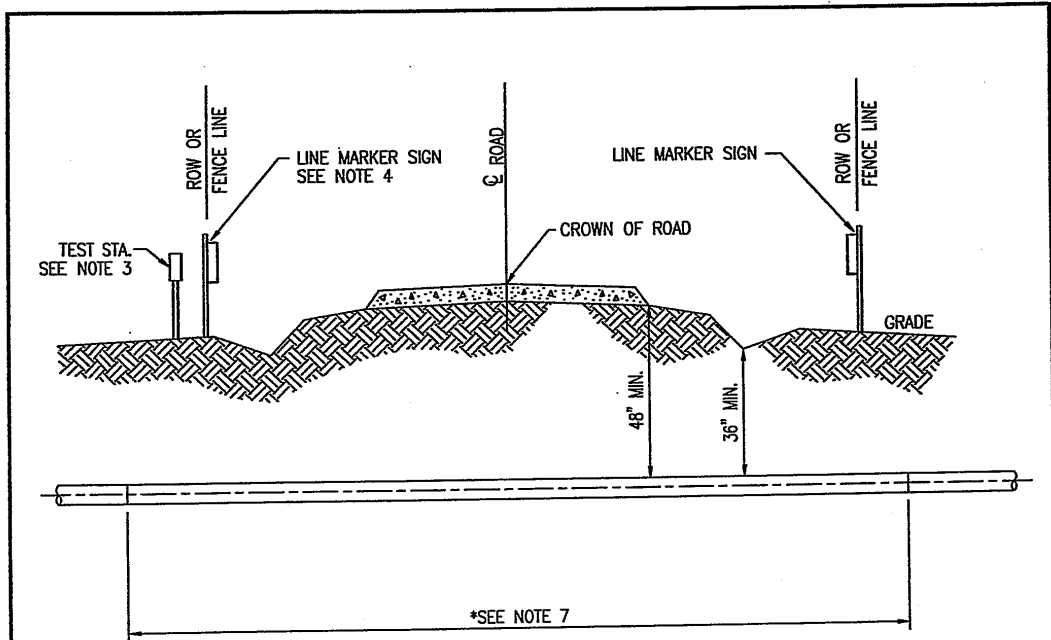 ROW OR
FENCE LINE
LINE MARKER SIGN
SEE NOTE 4
℄ ROAD
LINE MARKER SIGN
ROW OR
FENCE LINE
TEST STA.
SEE NOTE 3
CROWN OF ROAD
GRADE
48" MIN.
36" MIN.
*SEE NOTE 7